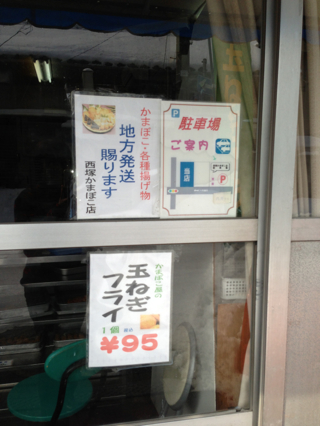 かまぼこ・各種揚げ物
地方発送
賜ります
西塚かまぼこ店
P
駐車場
ご案内
当店
P
かまぼこ屋の
玉ねぎ
フライ
1個
¥95